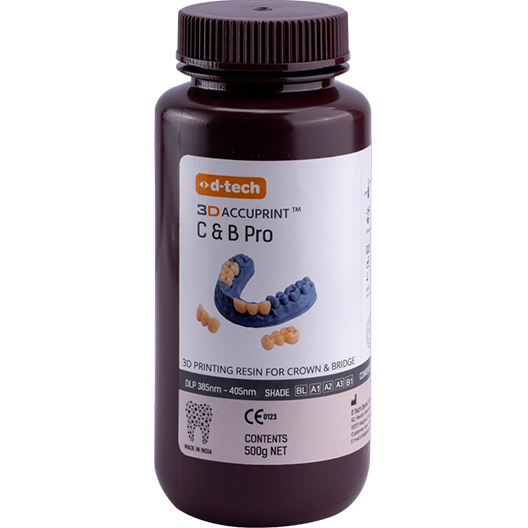 d-tech
3D ACCUPRINT™
C & B Pro
3D PRINTING RESIN FOR CROWN & BRIDGE
DLP 385nm - 405nm SHADE BL A1 A2 A3 B1
CE 0123
CONTENTS
500g NET
MADE IN INDIA